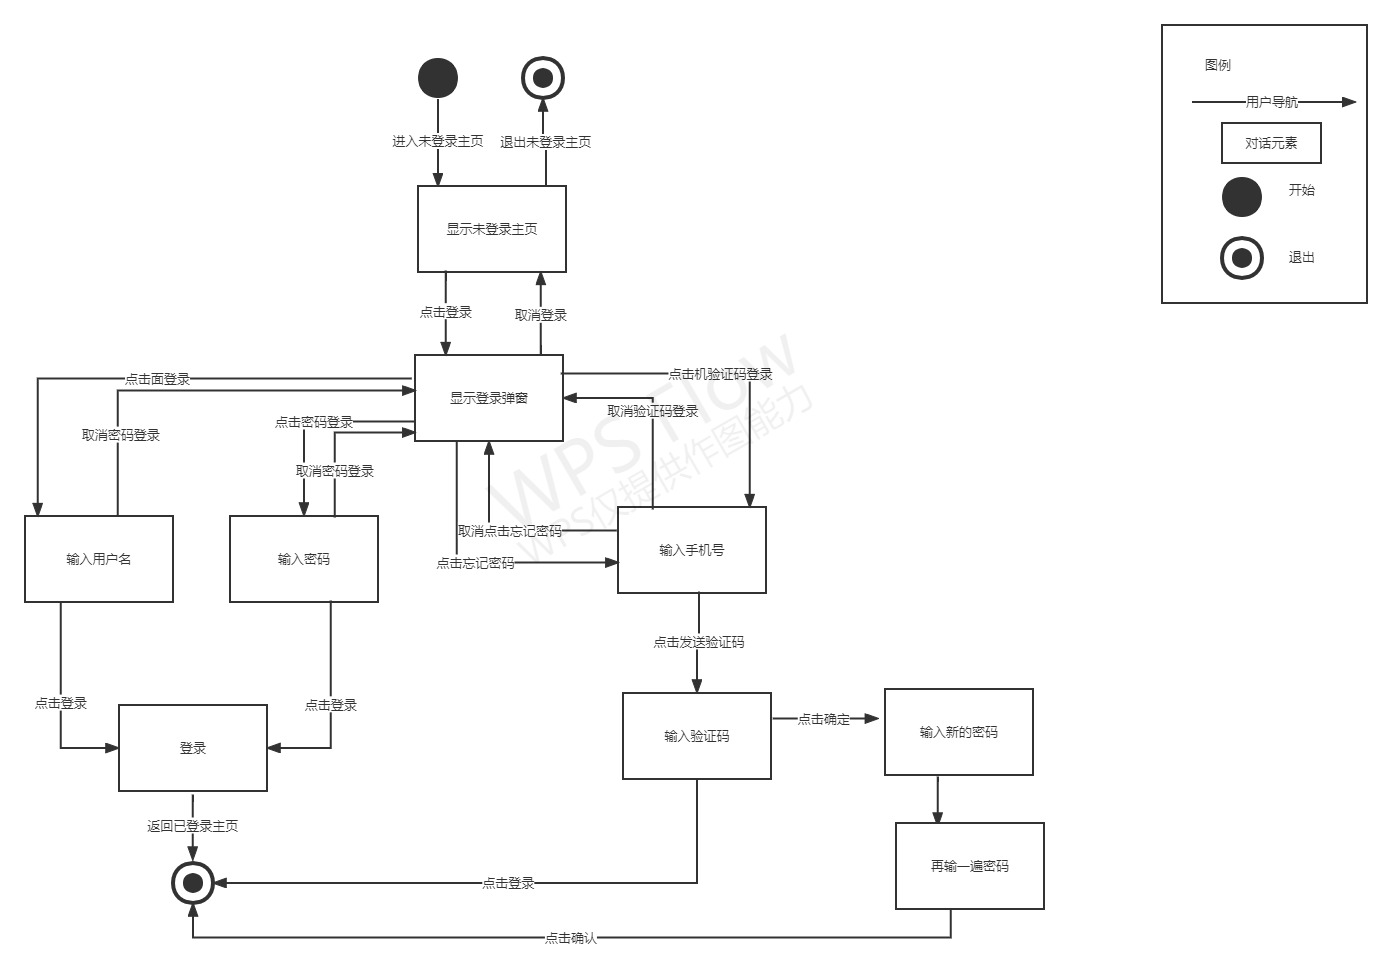 图例
用户导航
对话元素
开始
退出
进入未登录主页
退出未登录主页
显示未登录主页
点击登录
取消登录
点击面登录
显示登录弹窗
点击机验证码登录
取消验证码登录
点击密码登录
取消密码登录
取消密码登录
WPS Flow
WPS仅提供作图能力
取消点击忘记密码
点击忘记密码
输入用户名
输入密码
输入手机号
点击发送验证码
点击登录
点击登录
登录
输入验证码
点击确定
输入新的密码
返回已登录主页
再输一遍密码
点击登录
点击确认